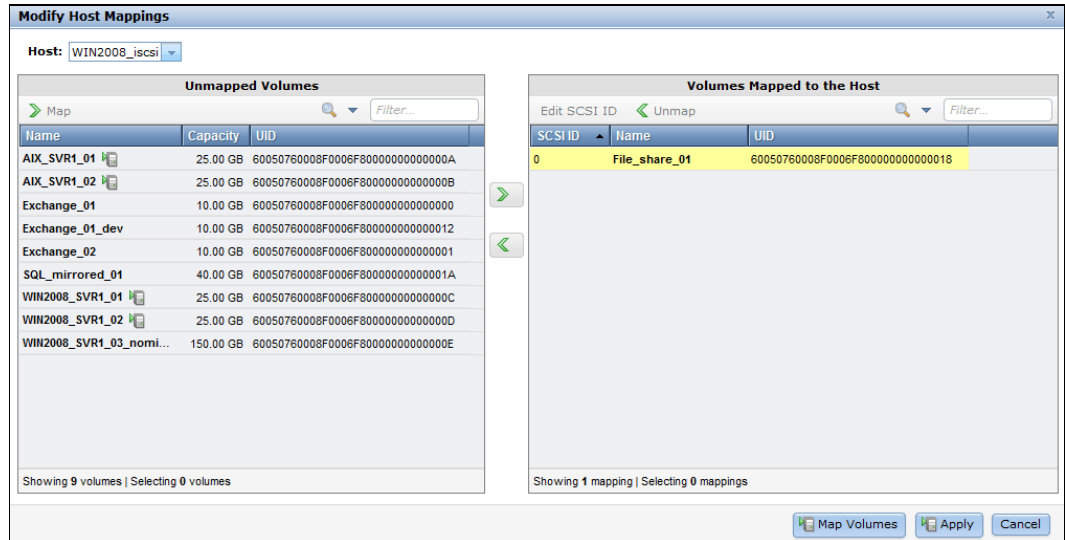 Modify Host Mappings x
Host: WIN2008_iscsi
Unmapped Volumes
Map Filter...
Name Capacity UID
AIX_SVR1_01 25.00 GB 60050760008F0006F80000000000000A
AIX_SVR1_02 25.00 GB 60050760008F0006F80000000000000B
Exchange_01 10.00 GB 60050760008F0006F800000000000000
Exchange_01_dev 10.00 GB 60050760008F0006F800000000000012
Exchange_02 10.00 GB 60050760008F0006F800000000000001
SQL_mirrored_01 40.00 GB 60050760008F0006F80000000000001A
WIN2008_SVR1_01 25.00 GB 60050760008F0006F80000000000000C
WIN2008_SVR1_02 25.00 GB 60050760008F0006F80000000000000D
WIN2008_SVR1_03_nomi... 150.00 GB 60050760008F0006F80000000000000E
Showing 9 volumes | Selecting 0 volumes
Volumes Mapped to the Host
Edit SCSI ID Unmap Filter...
SCSI ID Name UID
0 File_share_01 60050760008F0006F800000000000018
Showing 1 mapping | Selecting 0 mappings
Map Volumes Apply Cancel